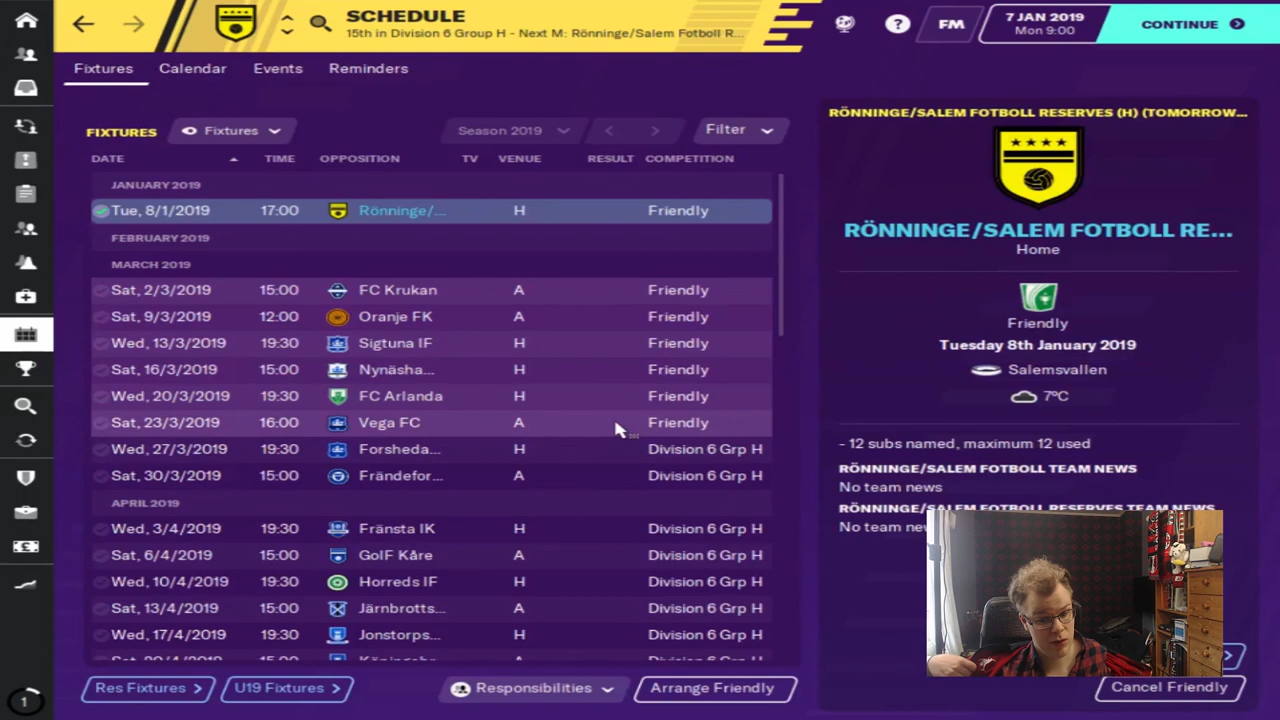 SCHEDULE
15th in Division 6 Group H - Next M: Rönninge/Salem Fotboll R...
FM
7 JAN 2019
Mon 9:00
CONTINUE
Fixtures Calendar Events Reminders
FIXTURES Fixtures Season 2019 Filter
DATE TIME OPPOSITION TV VENUE RESULT COMPETITION
JANUARY 2019
Tue, 8/1/2019 17:00 Rönninge/... H Friendly
FEBRUARY 2019
MARCH 2019
Sat, 2/3/2019 15:00 FC Krukan A Friendly
Sat, 9/3/2019 12:00 Oranje FK A Friendly
Wed, 13/3/2019 19:30 Sigtuna IF H Friendly
Sat, 16/3/2019 15:00 Nynäsha... H Friendly
Wed, 20/3/2019 19:30 FC Arlanda H Friendly
Sat, 23/3/2019 16:00 Vega FC A Friendly
Wed, 27/3/2019 19:30 Forsheda... H Division 6 Grp H
Sat, 30/3/2019 15:00 Frändefor... A Division 6 Grp H
APRIL 2019
Wed, 3/4/2019 19:30 Fränsta IK H Division 6 Grp H
Sat, 6/4/2019 15:00 GoIF Kåre A Division 6 Grp H
Wed, 10/4/2019 19:30 Horreds IF H Division 6 Grp H
Sat, 13/4/2019 15:00 Järnbrotts... A Division 6 Grp H
Wed, 17/4/2019 19:30 Jonstorps... H Division 6 Grp H
Res Fixtures U19 Fixtures Responsibilities Arrange Friendly
RÖNNINGE/SALEM FOTBOLL RESERVES (H) (TOMORROW...
RÖNNINGE/SALEM FOTBOLL RE...
Home
Friendly
Tuesday 8th January 2019
Salemsvallen
7ºC
- 12 subs named, maximum 12 used
RÖNNINGE/SALEM FOTBOLL TEAM NEWS
No team news
RÖNNINGE/SALEM FOTBOLL RESERVES TEAM NEWS
No team
Cancel Friendly
1